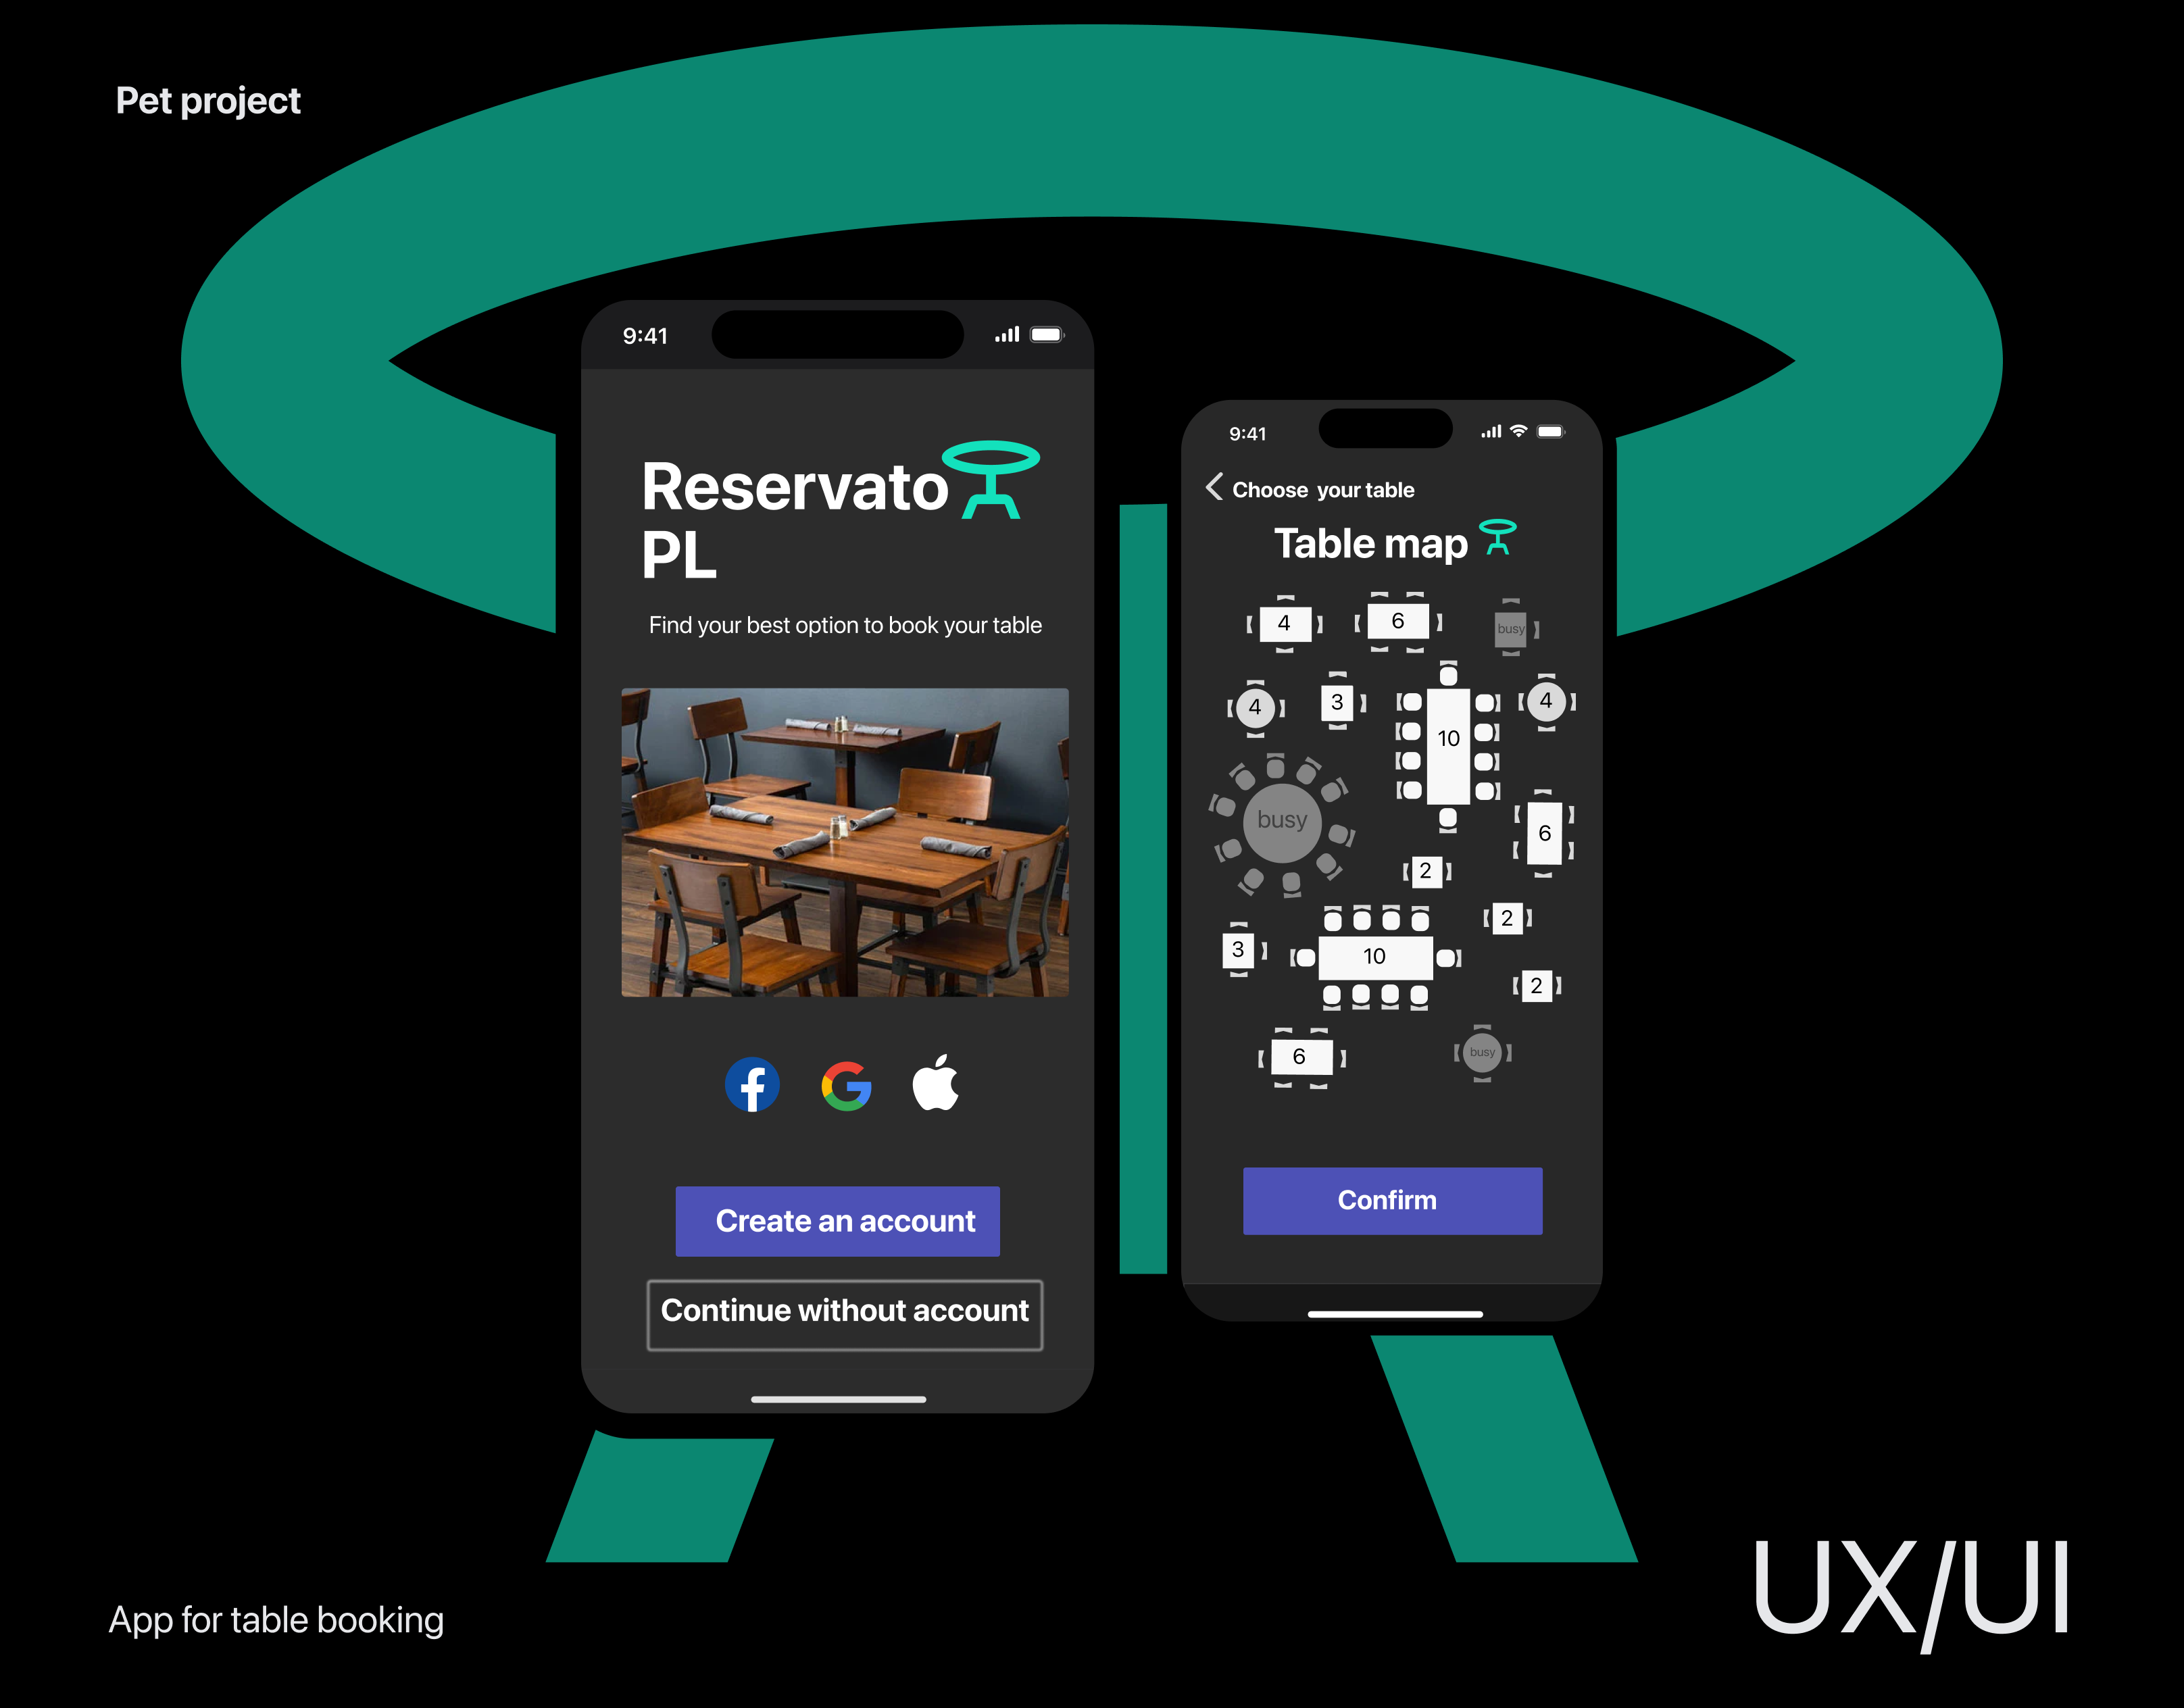 Pet project
9:41
Reservato
PL
Find your best option to book your table
Create an account
Continue without account
9:41
Choose your table
Table map
4
6
busy
4
3
10
4
busy
6
2
2
3
10
2
6
busy
Confirm
App for table booking
UX/UI